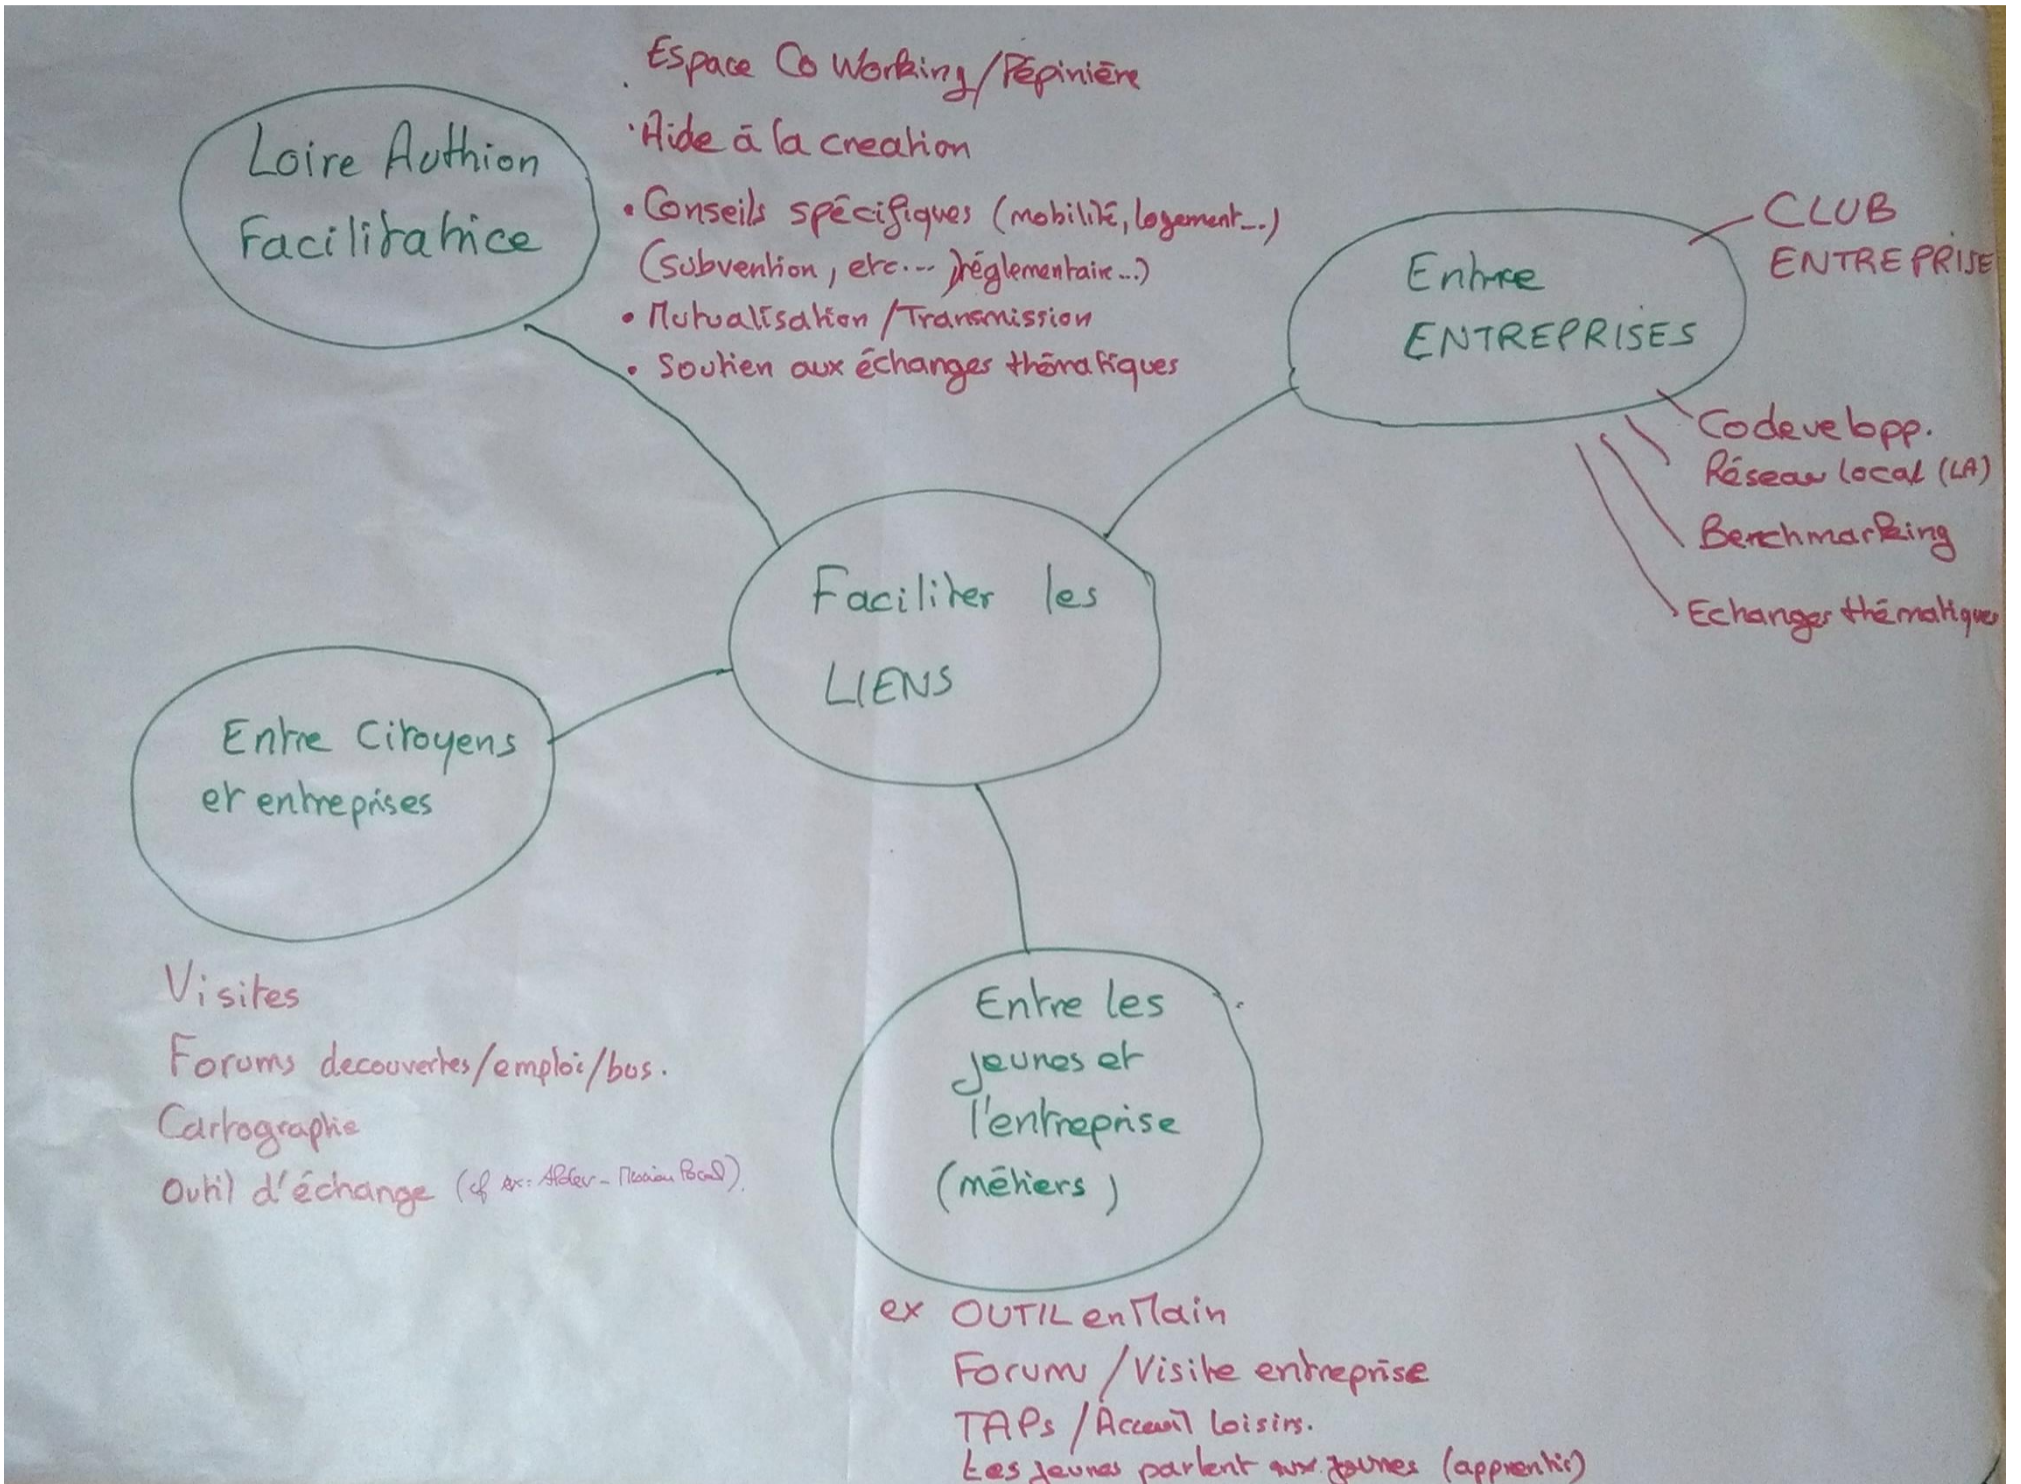 Espace Co Working/Pépinière
Loire Authion
Facilitatrice
• Aide à la creation
• Conseils spécifiques (mobilité, logement...)
(subvention, etc... )réglementaire...)
• Mutualisation /Transmission
• Soutien aux échanges thématiques
Entre
ENTREPRISES
CLUB
ENTREPRISE
Codevelopp.
Réseau local (LA)
Benchmarking
Echanges thématiques
Faciliter les
LIENS
Entre Citoyens
et entreprises
Visites
Forums decouvertes/emploi/bus.
Cartographie
Outil d'échange (cf ex:
Entre les
jeunes et
l'entreprise
(métiers)
ex OUTIL en Main
Forum /Visite entreprise
TAPs /Acceuil loisirs.
Les jeunes parlent aux jeunes (apprentis)